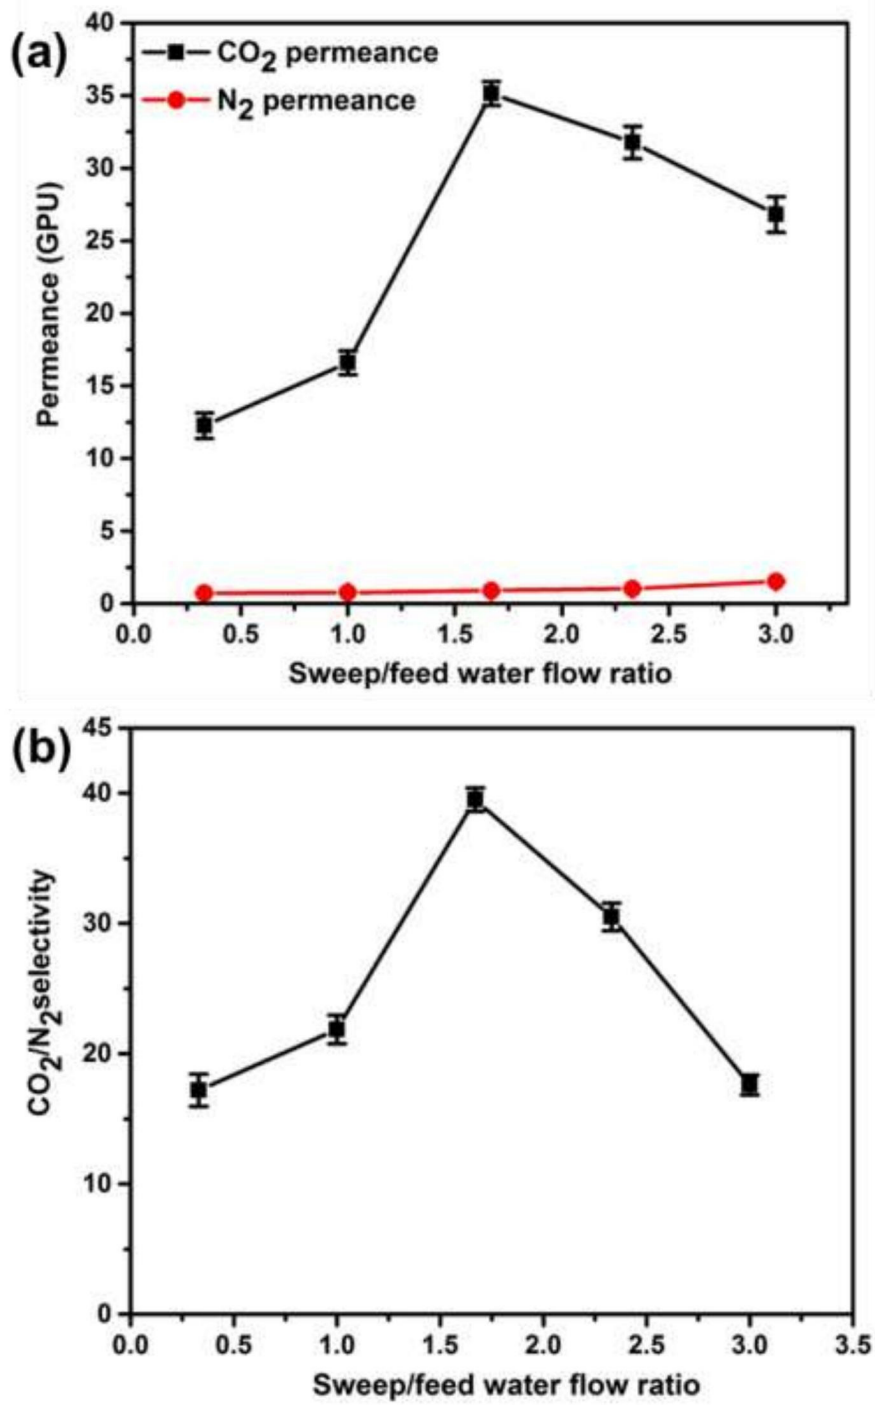 (a)
CO2 permeance
N2 permeance
Permeance (GPU)
40
35
30
25
20
15
10
5
0
0.0 0.5 1.0 1.5 2.0 2.5 3.0
Sweep/feed water flow ratio
(b)
CO2/N2selectivity
45
40
30
20
10
0
0.0 0.5 1.0 1.5 2.0 2.5 3.0 3.5
Sweep/feed water flow ratio